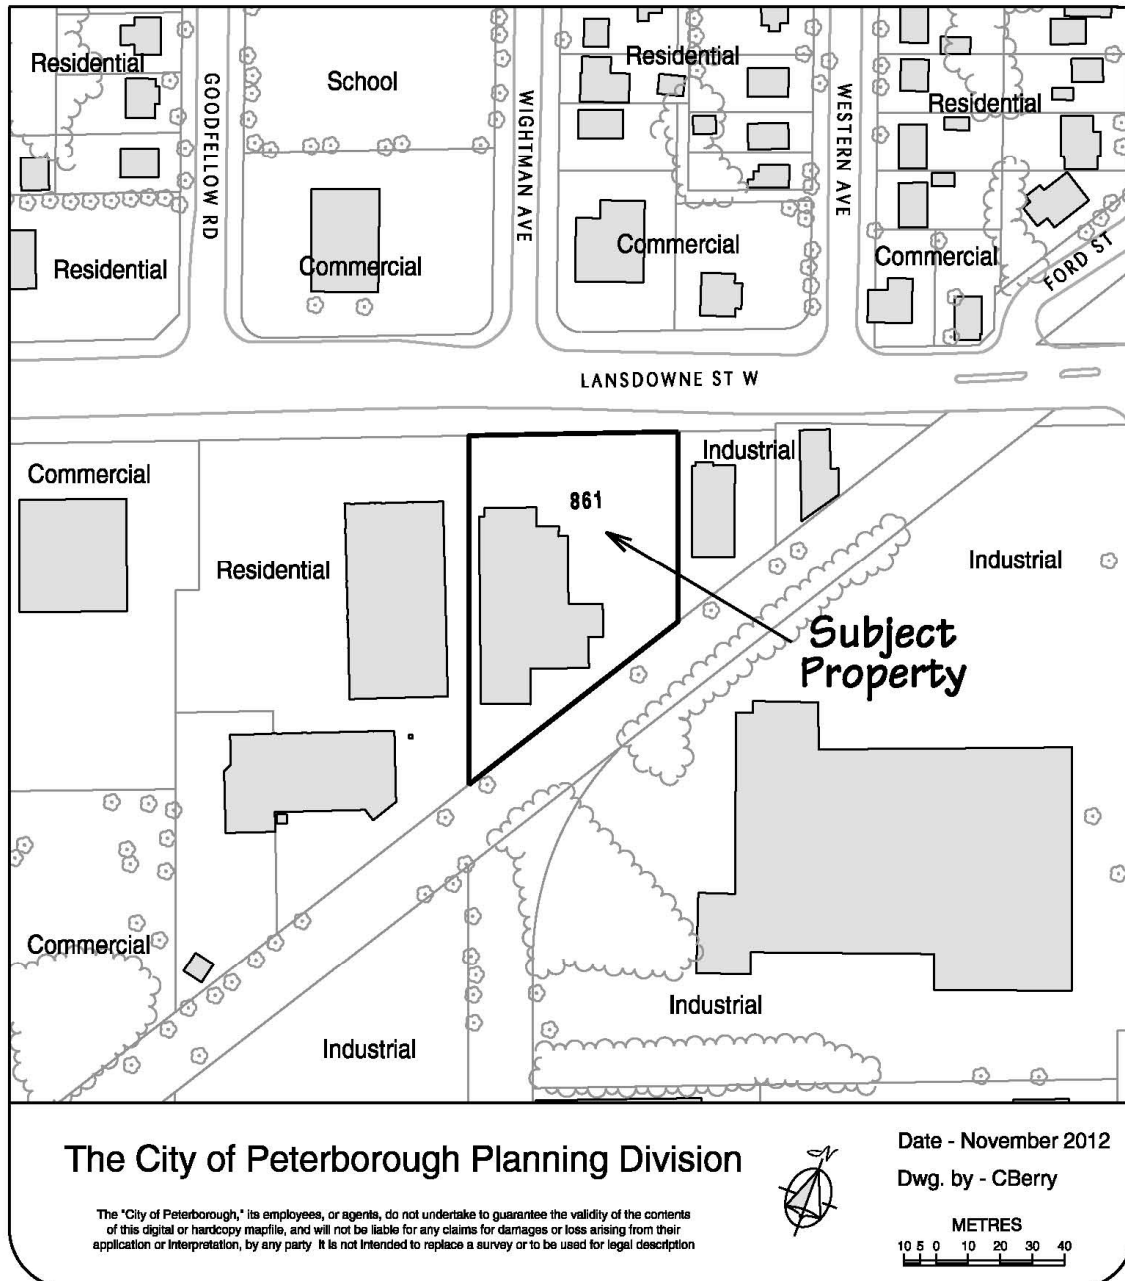 Residential
School
Residential
Residential
GOODFELLOW RD
WIGHTMAN AVE
WESTERN AVE
Residential
Commercial
Commercial
Commercial
FORD ST
LANSDOWNE ST W
Commercial
Industrial
861
Residential
Industrial
Subject
Property
Commercial
Industrial
Industrial
The City of Peterborough Planning Division
The "City of Peterborough," its employees, or agents, do not undertake to guarantee the validity of the contents
of this digital or hardcopy mapfile, and will not be liable for any claims for damages or loss arising from their
application or interpretation, by any party It is not intended to replace a survey or to be used for legal description
N
Date - November 2012
Dwg. by - CBerry
METRES
10 5 0 10 20 30 40